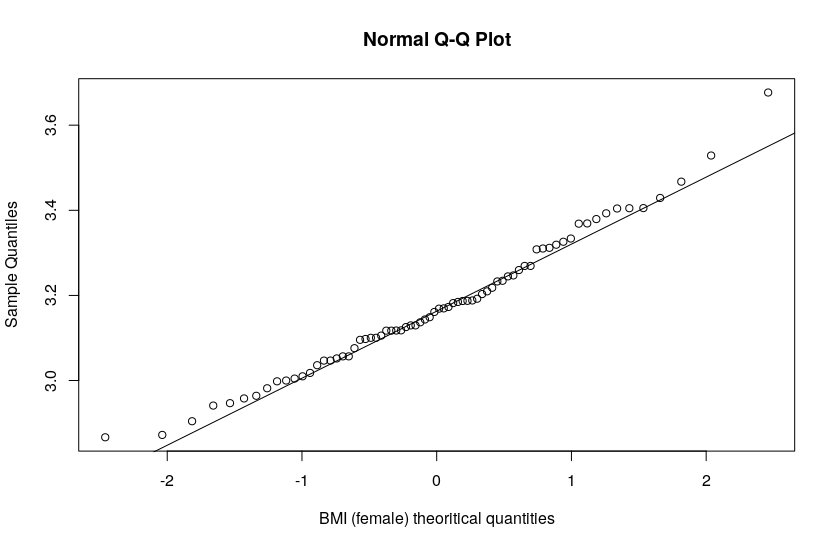 Normal Q-Q Plot
Sample Quantiles
3.6
3.4
3.2
3.0
-2 -1 0 1 2
BMI (female) theoritical quantities